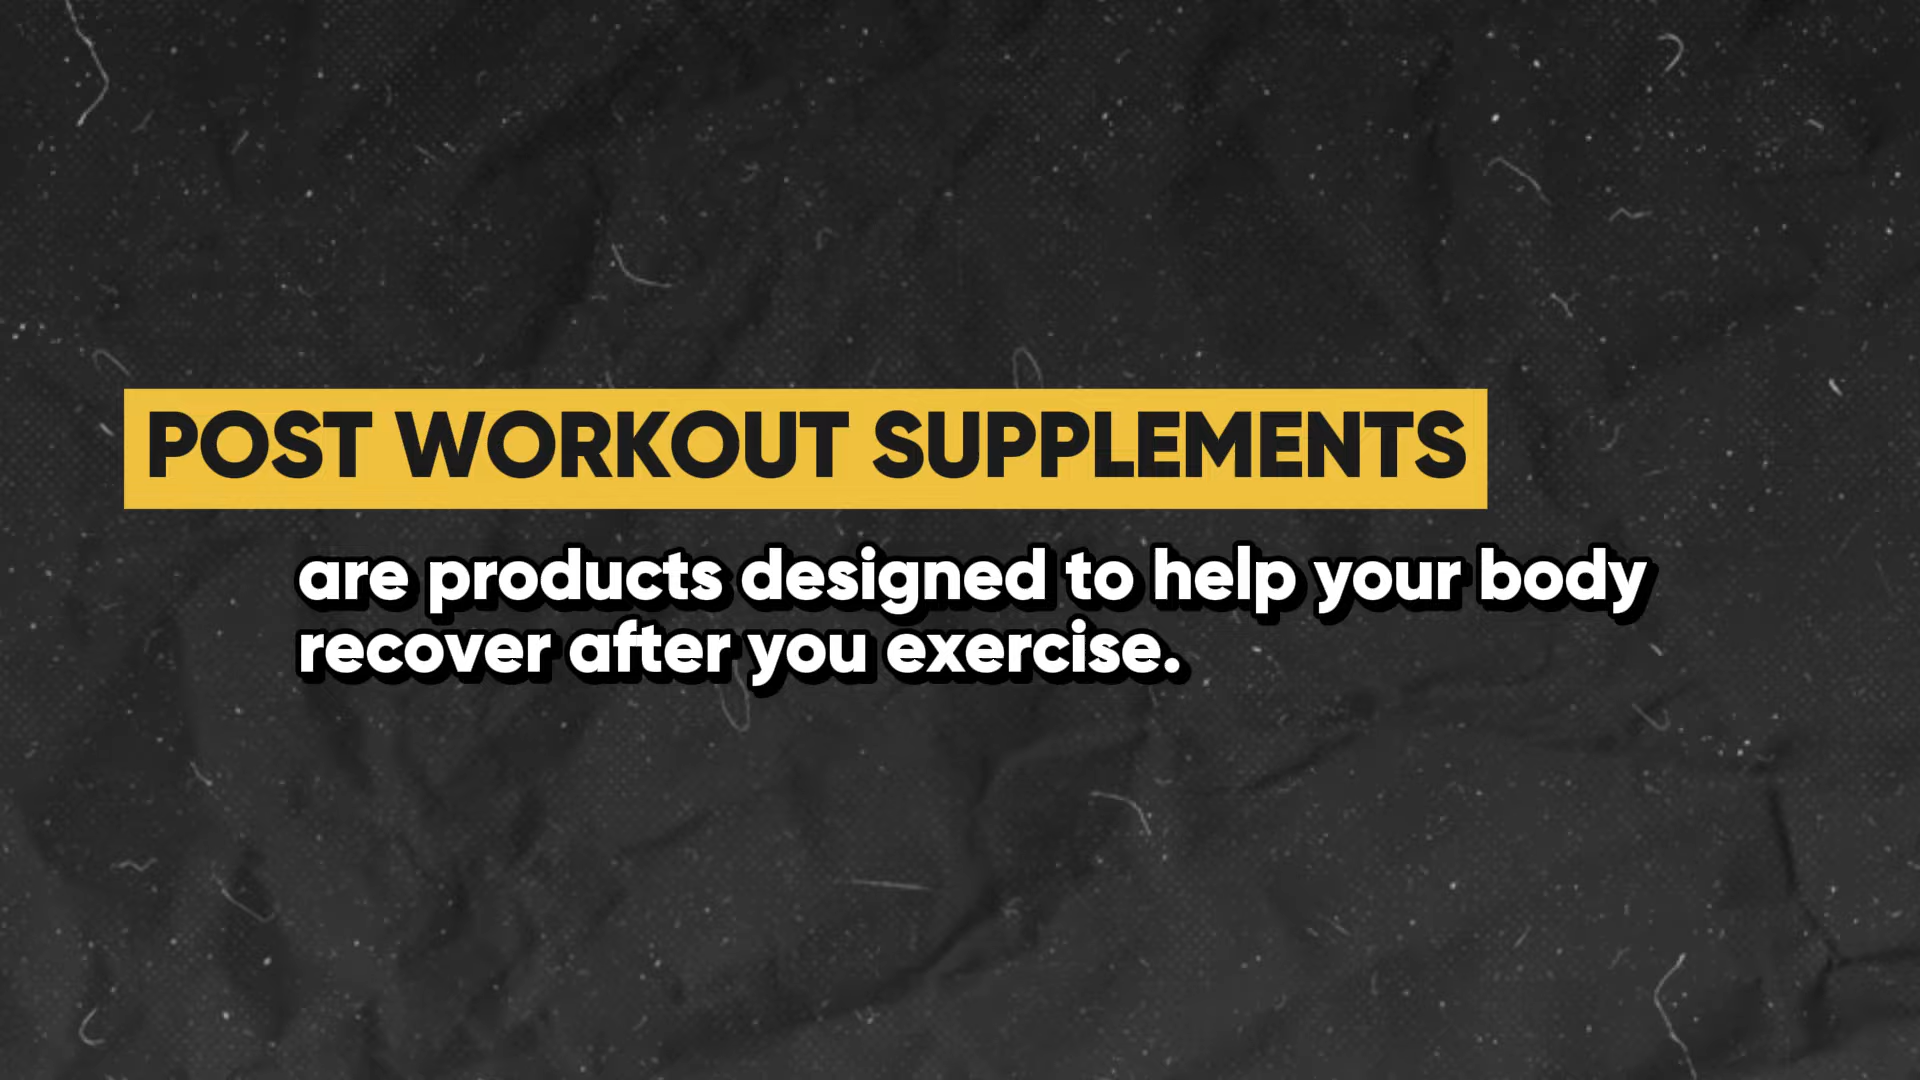 POST WORKOUT SUPPLEMENTS
are products designed to help your body
recover after you exercise.